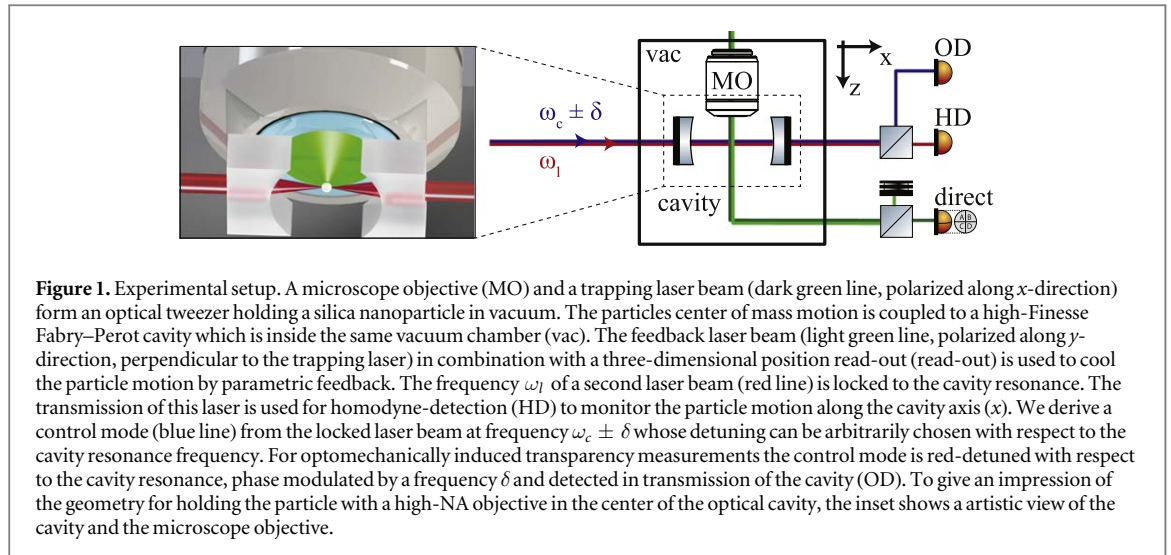 vac
MO
x
z
OD
HD
ω_c ± δ
ω_l
cavity
direct
A B
C D
Figure 1. Experimental setup. A microscope objective (MO) and a trapping laser beam (dark green line, polarized along x-direction)
form an optical tweezer holding a silica nanoparticle in vacuum. The particles center of mass motion is coupled to a high-Finesse
Fabry–Perot cavity which is inside the same vacuum chamber (vac). The feedback laser beam (light green line, polarized along y-
direction, perpendicular to the trapping laser) in combination with a three-dimensional position read-out (read-out) is used to cool
the particle motion by parametric feedback. The frequency ω_l of a second laser beam (red line) is locked to the cavity resonance. The
transmission of this laser is used for homodyne-detection (HD) to monitor the particle motion along the cavity axis (x). We derive a
control mode (blue line) from the locked laser beam at frequency ω_c ± δ whose detuning can be arbitrarily chosen with respect to the
cavity resonance frequency. For optomechanically induced transparency measurements the control mode is red-detuned with respect
to the cavity resonance, phase modulated by a frequency δ and detected in transmission of the cavity (OD). To give an impression of
the geometry for holding the particle with a high-NA objective in the center of the optical cavity, the inset shows a artistic view of the
cavity and the microscope objective.